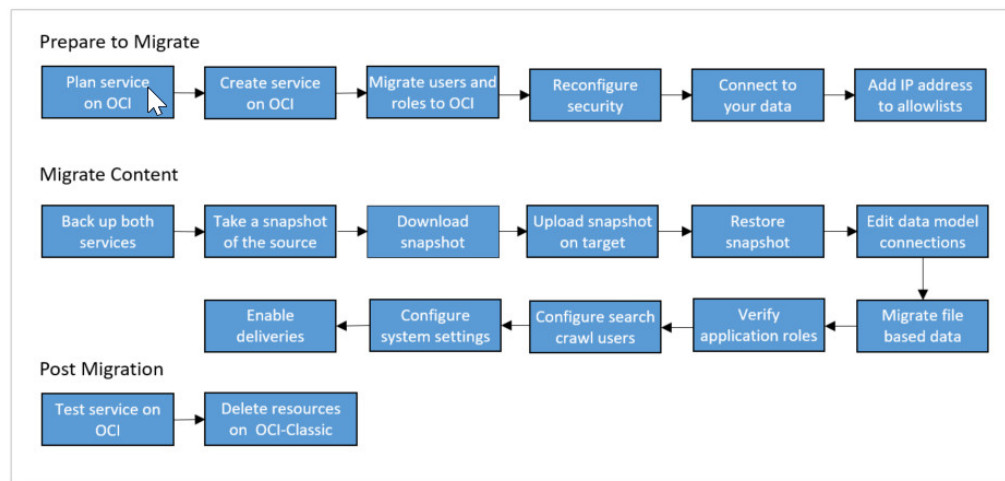 Prepare to Migrate
Plan service
on OCI
Create service
on OCI
Migrate users and
roles to OCI
Reconfigure
security
Connect to
your data
Add IP address
to allowlists
Migrate Content
Back up both
services
Take a snapshot
of the source
Download
snapshot
Upload snapshot
on target
Restore
snapshot
Edit data model
connections
Migrate file
based data
Verify
application roles
Configure search
crawl users
Configure
system settings
Enable
deliveries
Post Migration
Test service on
OCI
Delete resources
on OCI-Classic